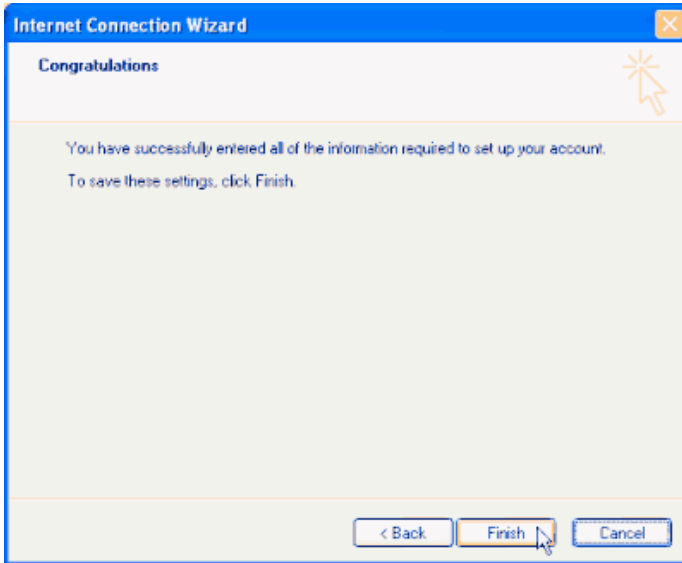 Internet Connection Wizard
Congratulations
You have successfully entered all of the information required to set up your account.
To save these settings, click Finish.
< Back
Finish
Cancel